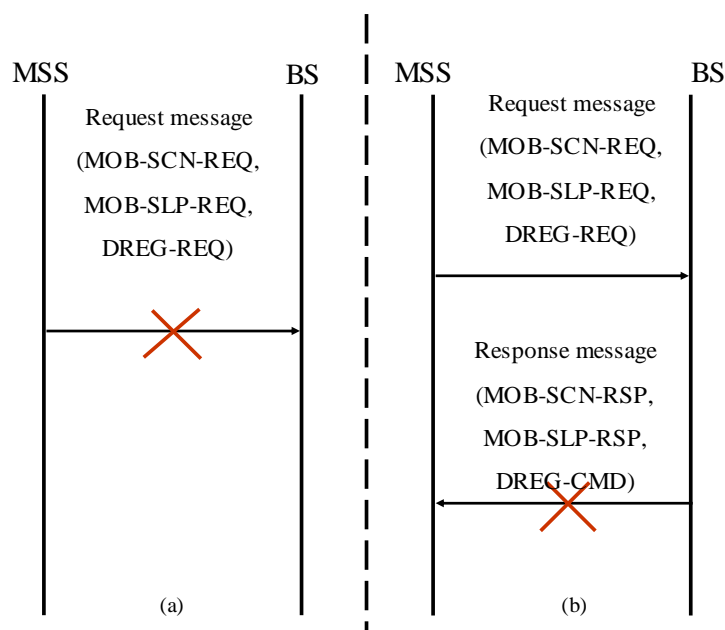 MSS
BS
Request message
(MOB-SCN-REQ,
MOB-SLP-REQ,
DREG-REQ)
(a)
MSS
BS
Request message
(MOB-SCN-REQ,
MOB-SLP-REQ,
DREG-REQ)
Response message
(MOB-SCN-RSP,
MOB-SLP-RSP,
DREG-CMD)
(b)